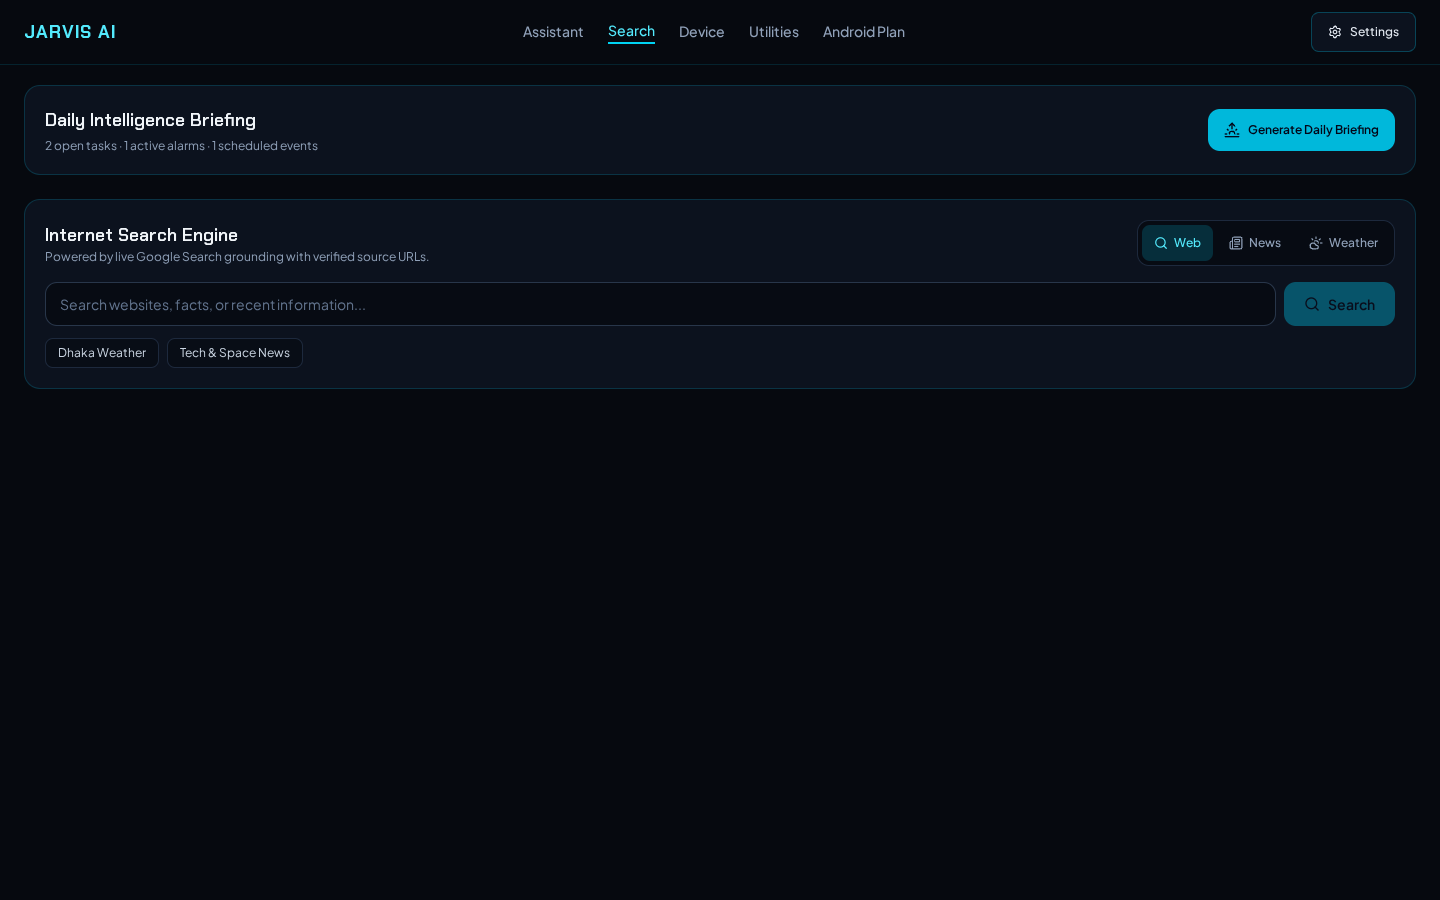 JARVIS AI
Assistant
Search
Device
Utilities
Android Plan
Settings
Daily Intelligence Briefing
2 open tasks · 1 active alarms · 1 scheduled events
Generate Daily Briefing
Internet Search Engine
Powered by live Google Search grounding with verified source URLs.
Web
News
Weather
Search websites, facts, or recent information...
Search
Dhaka Weather
Tech & Space News